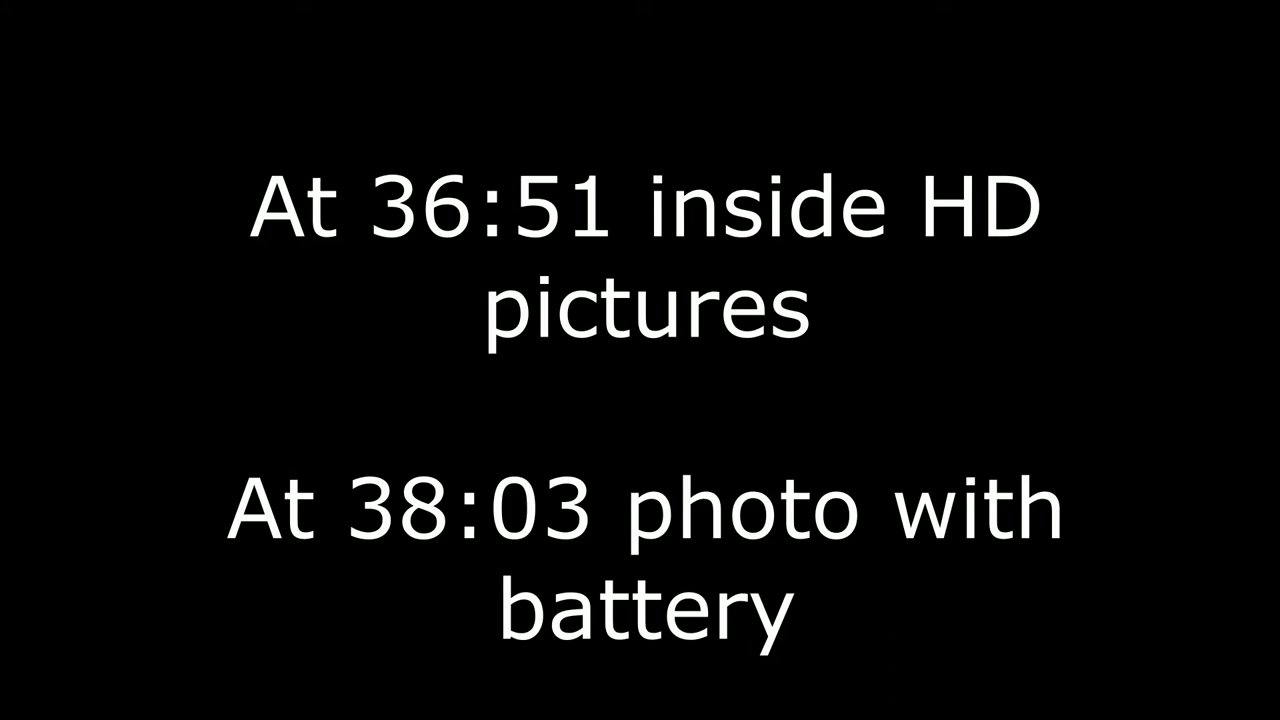 At 36:51 inside HD
pictures
At 38:03 photo with
battery